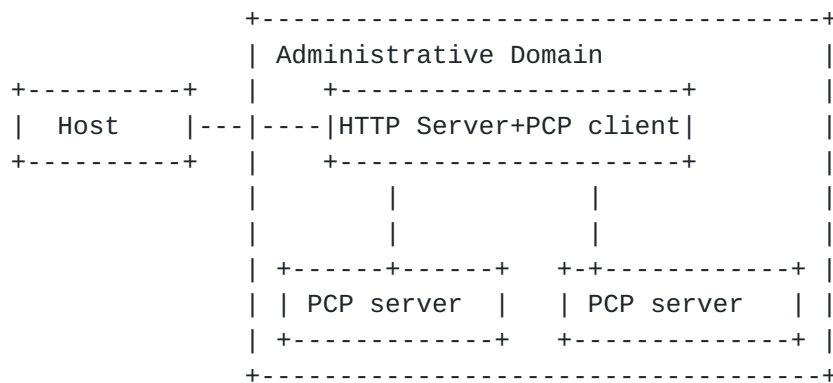 Administrative Domain
Host HTTP Server+PCP client
PCP server PCP server